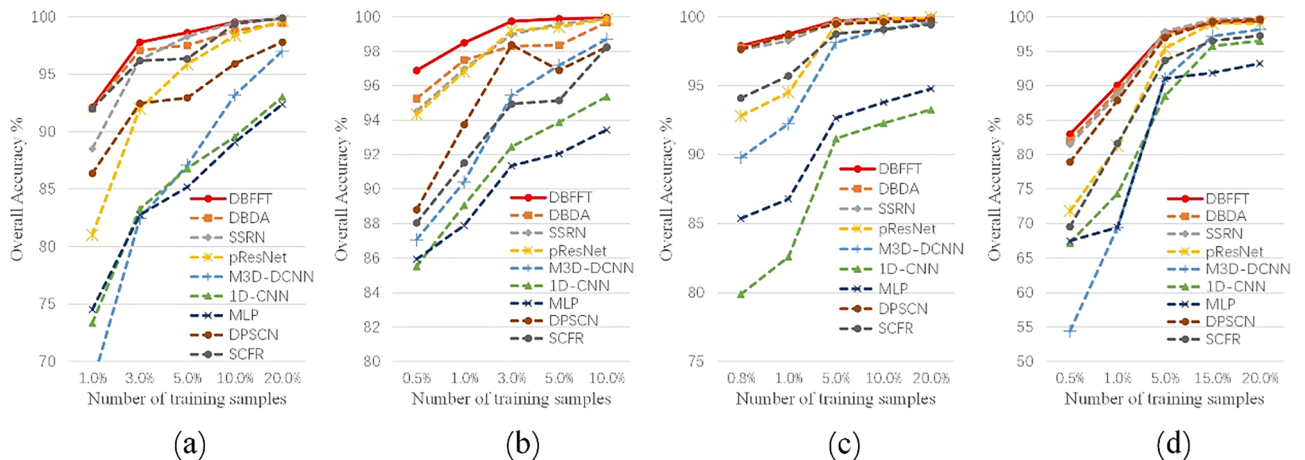 Overall Accuracy %
100
95
90
85
80
75
70
DBFFT
DBDA
SSRN
pResNet
M3D-DCNN
1D-CNN
MLP
DPSCN
SCFR
1.0% 3.0% 5.0% 10.0% 20.0%
Number of training samples
(a)
Overall Accuracy %
100
98
96
94
92
90
88
86
84
82
80
DBFFT
DBDA
SSRN
pResNet
M3D-DCNN
1D-CNN
MLP
DPSCN
SCFR
0.5% 1.0% 3.0% 5.0% 10.0%
Number of training samples
(b)
Overall Accuracy %
100
95
90
85
80
75
DBFFT
DBDA
SSRN
pResNet
M3D-DCNN
1D-CNN
MLP
DPSCN
SCFR
0.8% 1.0% 5.0% 10.0% 20.0%
Number of training samples
(c)
Overall Accuracy %
100
95
90
85
80
75
70
65
60
55
50
DBFFT
DBDA
SSRN
pResNet
M3D-DCNN
1D-CNN
MLP
DPSCN
SCFR
0.5% 1.0% 5.0% 15.0% 20.0%
Number of training samples
(d)